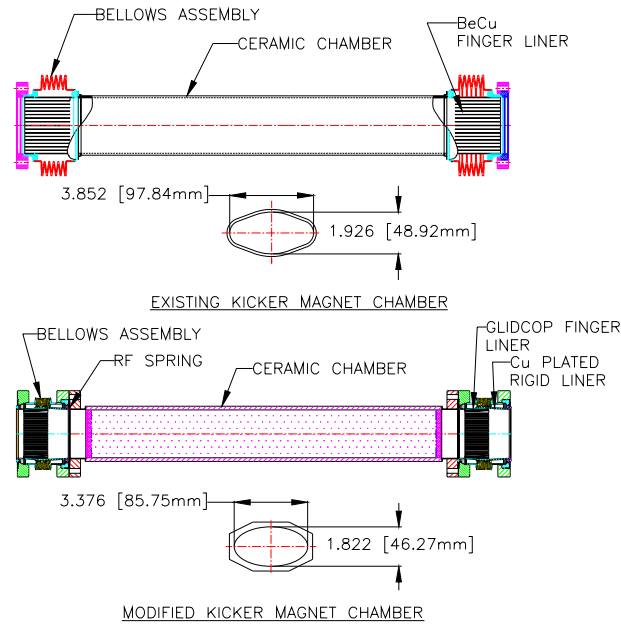 BELLOWS ASSEMBLY
CERAMIC CHAMBER
BeCu
FINGER LINER
3.852 [97.84mm]
1.926 [48.92mm]
EXISTING KICKER MAGNET CHAMBER
BELLOWS ASSEMBLY
RF SPRING
CERAMIC CHAMBER
GLIDCOP FINGER
LINER
Cu PLATED
RIGID LINER
3.376 [85.75mm]
1.822 [46.27mm]
MODIFIED KICKER MAGNET CHAMBER